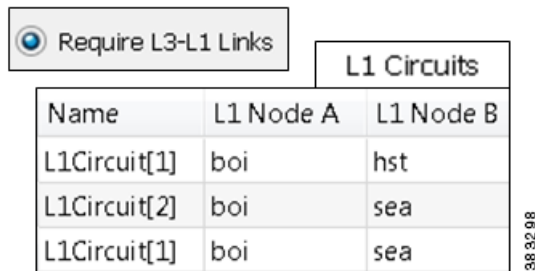 Require L3-L1 Links
L1 Circuits
Name L1 Node A L1 Node B
L1Circuit[1] boi hst
L1Circuit[2] boi sea
L1Circuit[1] boi sea
383298